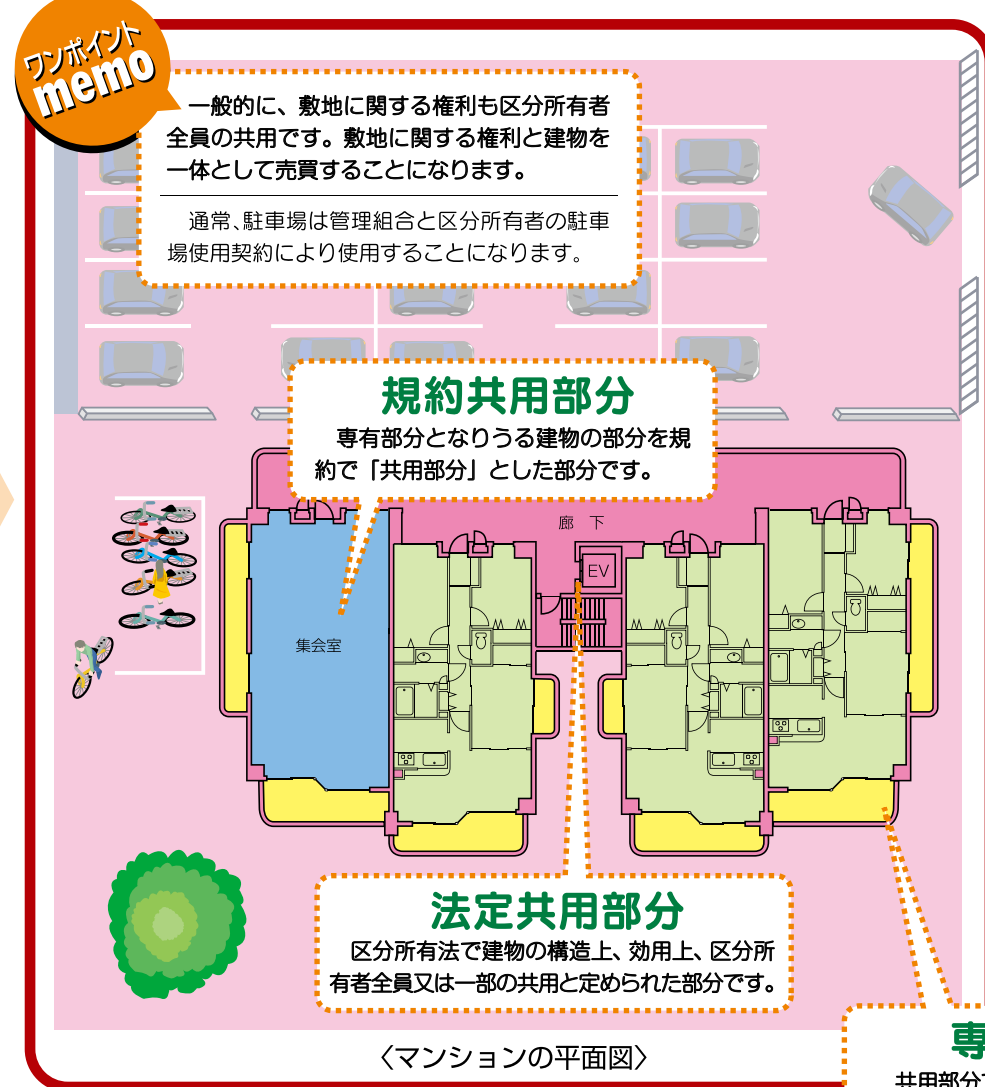 ワンポイント
memo
一般的に、敷地に関する権利も区分所有者
全員の共用です。敷地に関する権利と建物を
一体として売買することになります。
通常、駐車場は管理組合と区分所有者の駐車
場使用契約により使用することになります。
規約共用部分
専有部分となりうる建物の部分を規
約で「共用部分」とした部分です。
廊 下
EV
集会室
法定共用部分
区分所有法で建物の構造上、効用上、区分所
有者全員又は一部の共用と定められた部分です。
専
共用部分
〈マンションの平面図〉